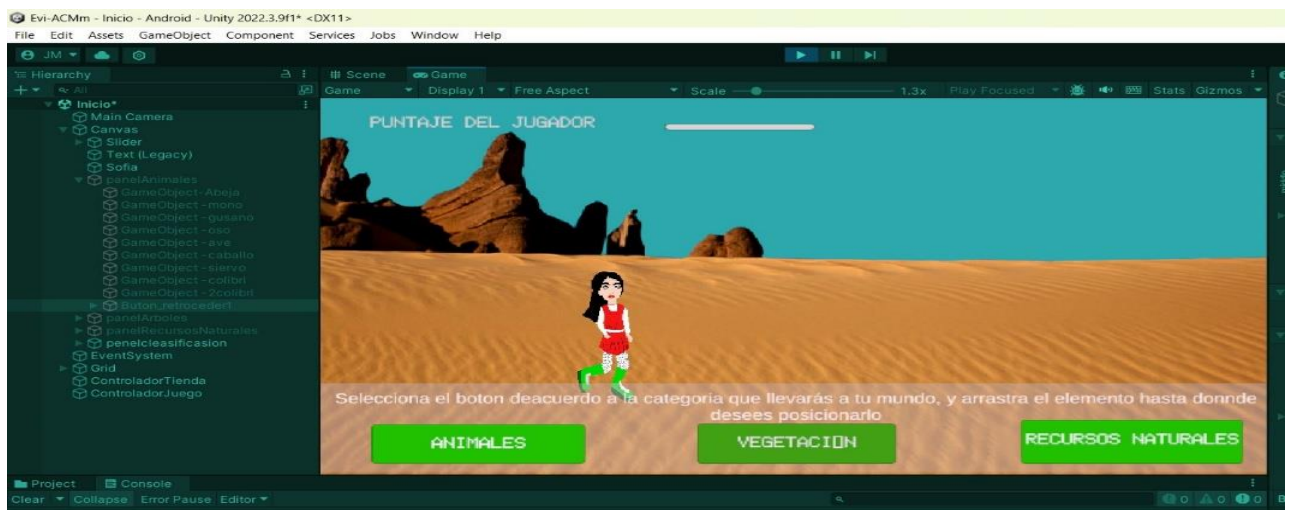 Evi-ACMm - Inicio - Android - Unity 2022.3.9f1* <DX11>
File Edit Assets GameObject Component Services Jobs Window Help
JM
Hierarchy
# Scene Game
All
Game Display 1 Free Aspect Scale 1.3x Play Focused Stats Gizmos
Inicio*
Main Camera
Canvas
Slider
Text (Legacy)
Sofia
panelAnimales
GameObject-Abeja
GameObject -mono
GameObject -gusano
GameObject -oso
GameObject -ave
GameObject -caballo
GameObject -siervo
GameObject -colibri
GameObject -2colibri
Buton_retroceder1
panelArboles
panelRecursosNaturales
penelcleasificasion
EventSystem
Grid
ControladorTienda
ControladorJuego
PUNTAJE DEL JUGADOR
Selecciona el boton deacuerdo a la categoria que llevarás a tu mundo, y arrastra el elemento hasta donnde
desees posicionarlo
ANIMALES
VEGETACI▯N
RECURSOS NATURALES
Project Console
Clear Collapse Error Pause Editor
0 0 0